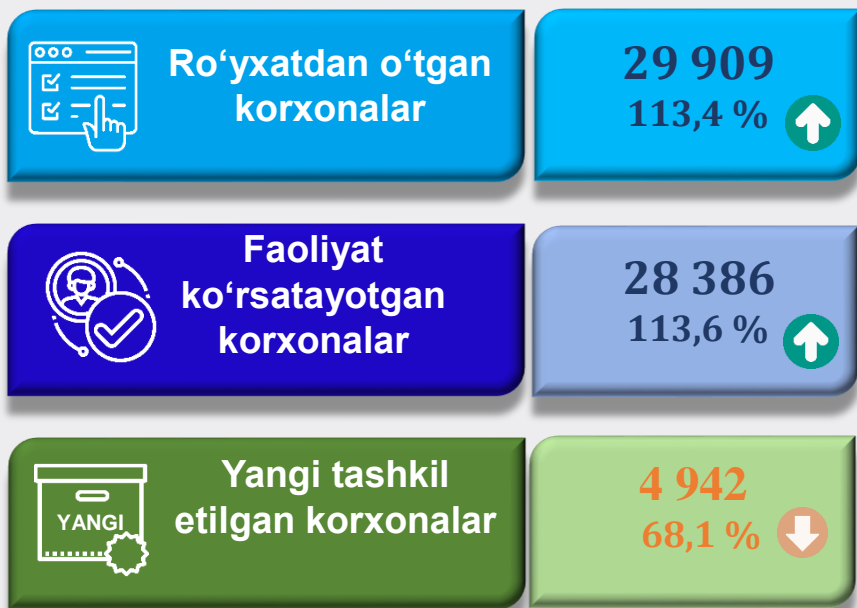 Ro‘yxatdan o‘tgan
korxonalar
29 909
113,4 %
Faoliyat
ko‘rsatayotgan
korxonalar
28 386
113,6 %
YANGI
Yangi tashkil
etilgan korxonalar
4 942
68,1 %